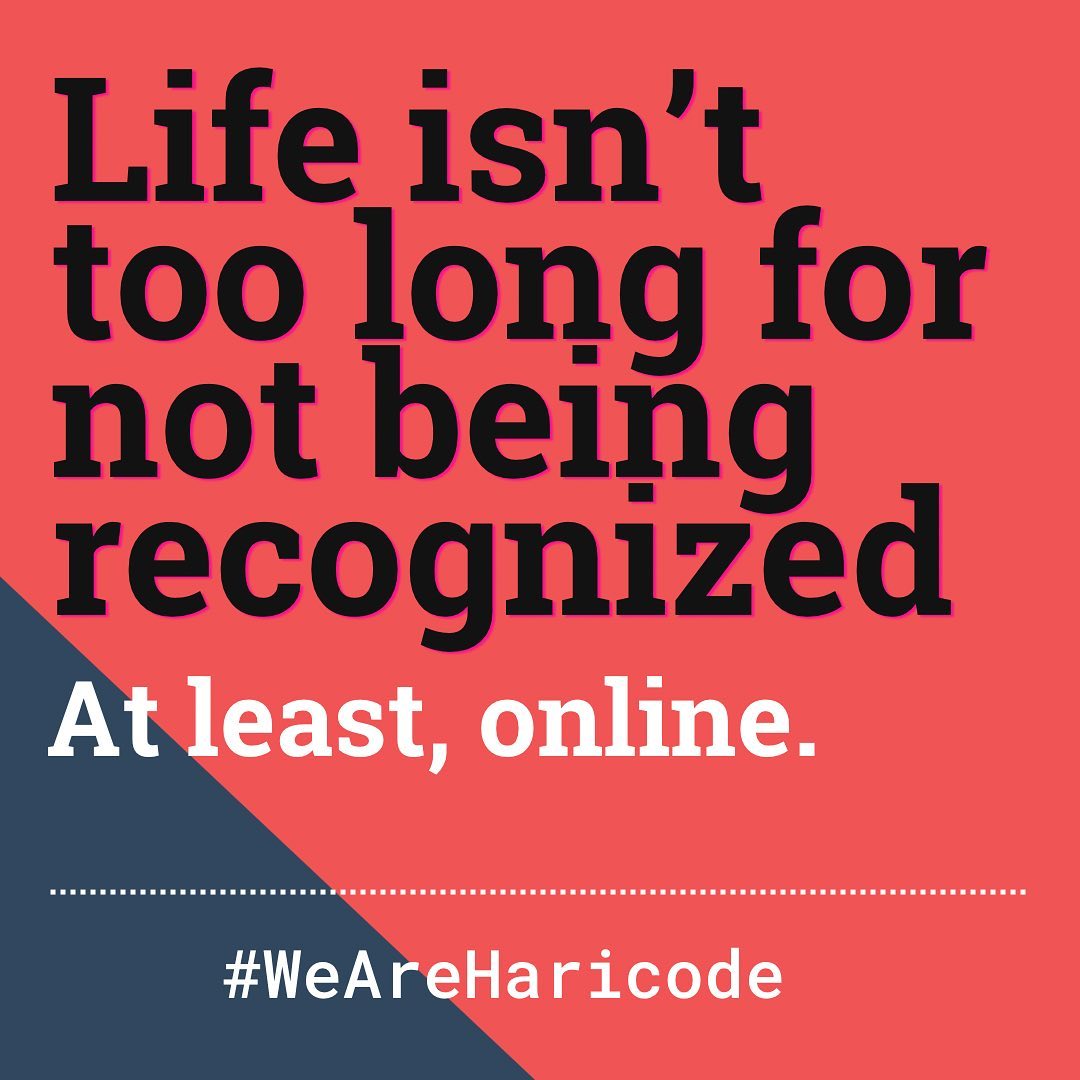 Life isn’t
too long for
not being
recognized
At least, online.
#WeAreHaricode